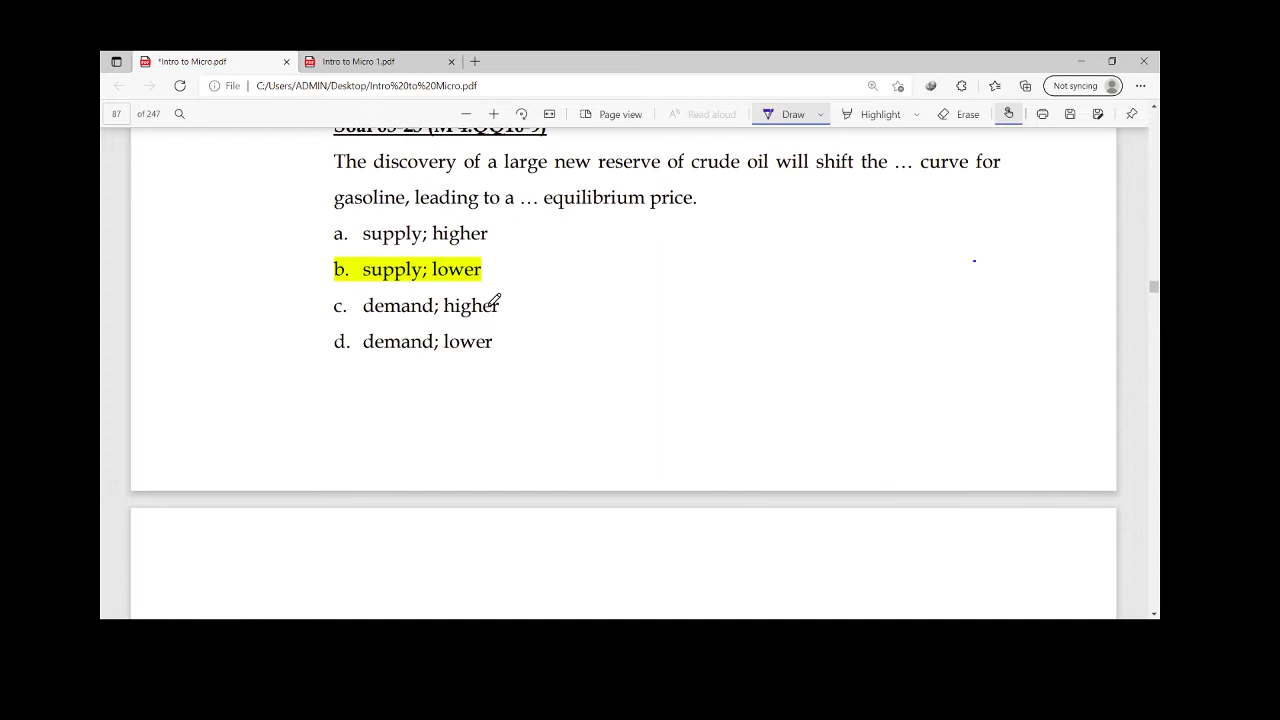 *Intro to Micro.pdf
Intro to Micro 1.pdf
File
C:/Users/ADMIN/Desktop/Intro%20to%20Micro.pdf
Not syncing
87 of 247
Page view
Read aloud
Draw
Highlight
Erase
The discovery of a large new reserve of crude oil will shift the … curve for
gasoline, leading to a … equilibrium price.
a. supply; higher
b. supply; lower
c. demand; higher
d. demand; lower